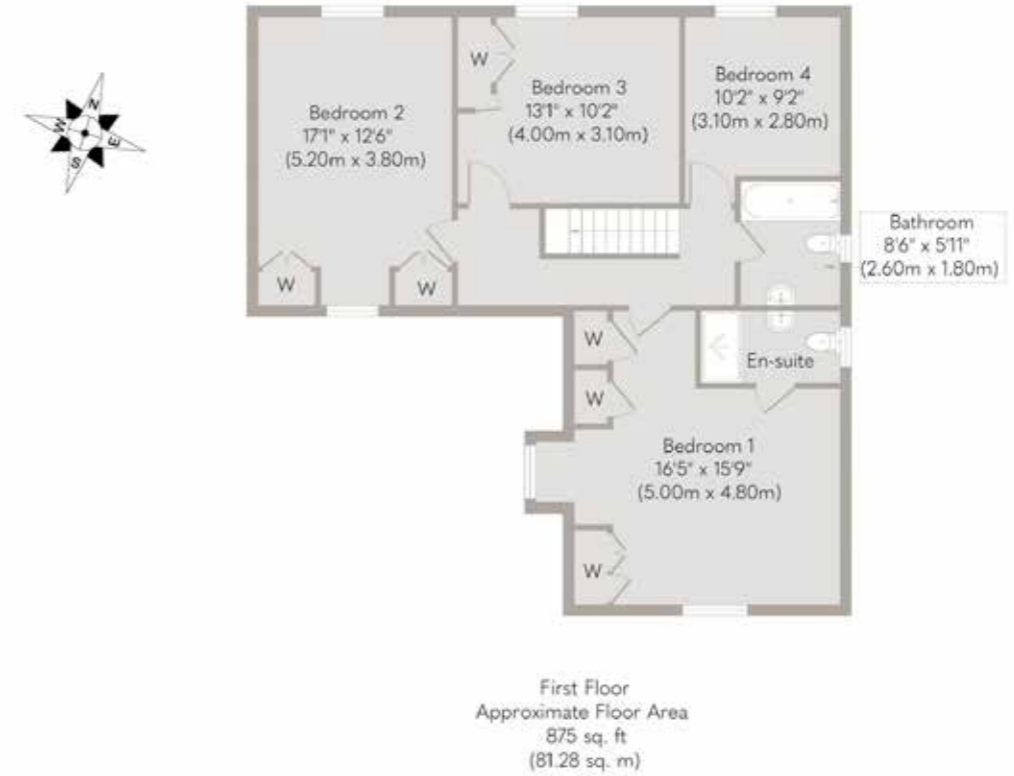 N
W
E
S
Bedroom 2
17'1" x 12'6"
(5.20m x 3.80m)
W
W
W
Bedroom 3
13'1" x 10'2"
(4.00m x 3.10m)
Bedroom 4
10'2" x 9'2"
(3.10m x 2.80m)
Bathroom
8'6" x 5'11"
(2.60m x 1.80m)
W
W
En-suite
Bedroom 1
16'5" x 15'9"
(5.00m x 4.80m)
W
First Floor
Approximate Floor Area
875 sq. ft
(81.28 sq. m)